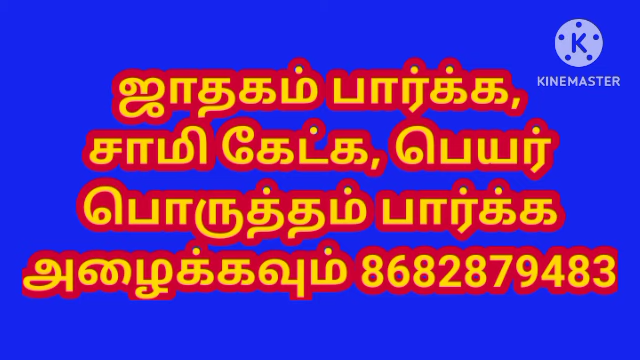 KINEMASTER
ஜாதகம் பார்க்க,
சாமி கேட்க, பெயர்
பொருத்தம் பார்க்க
அழைக்கவும் 8682879483